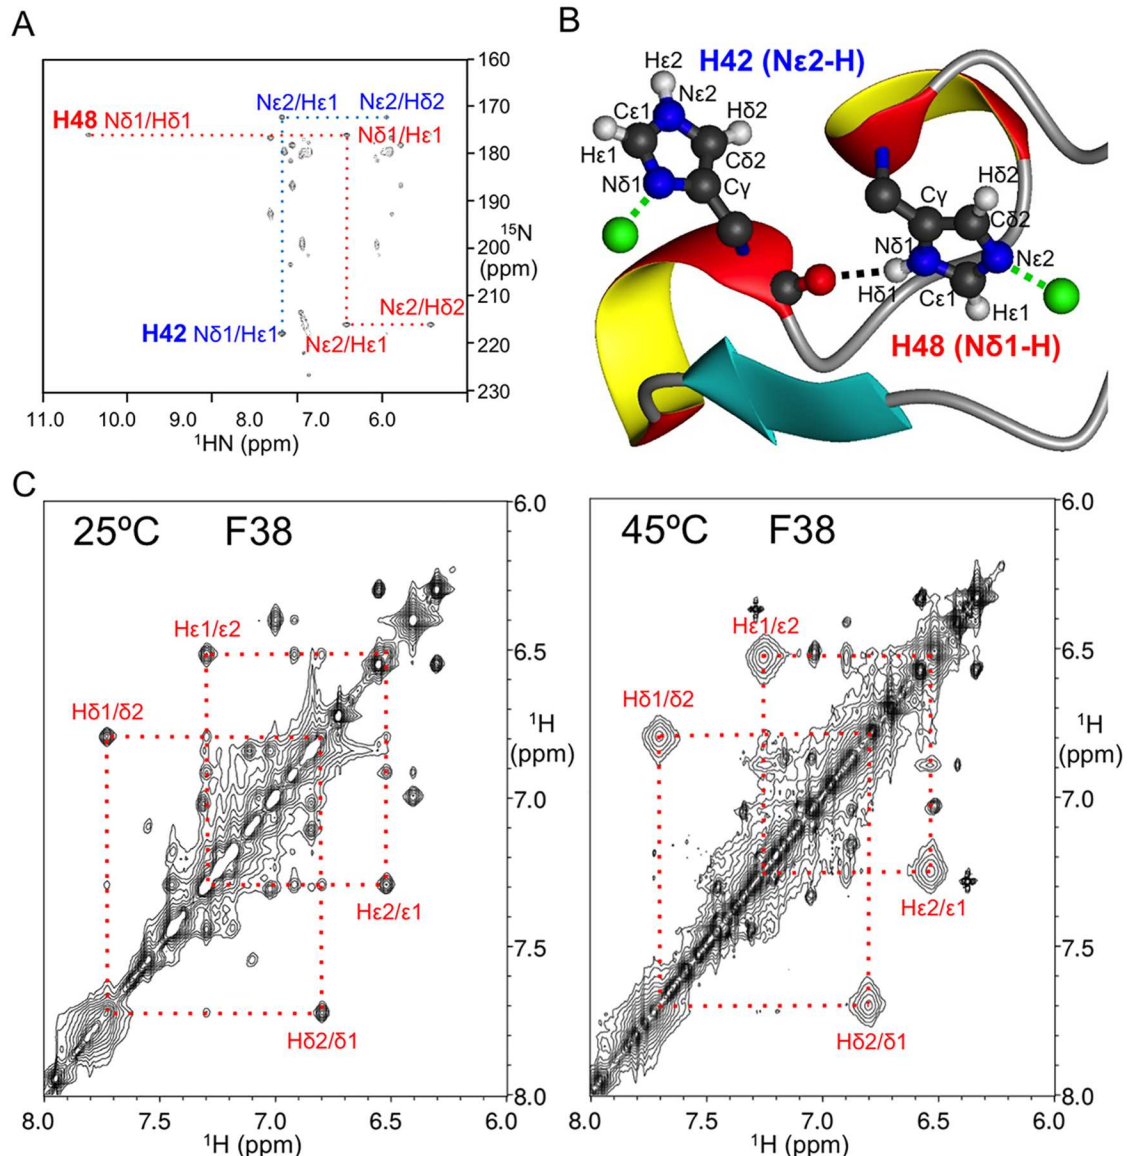 A
160
170
180
190
200
210
220
230
¹⁵N
(ppm)
Nε2/Hε1
Nε2/Hδ2
H48 Nδ1/Hδ1
Nδ1/Hε1
Nε2/Hδ2
H42 Nδ1/Hε1
Nε2/Hε1
11.0 10.0 9.0 8.0 7.0 6.0
¹HN (ppm)
B
H42 (Nε2-H)
Hε2
Nε2
Cε1
Hδ2
Hε1
Cδ2
Nδ1
Cγ
Hδ2
Cγ
Cδ2
Nδ1
Nε2
Hδ1
Cε1
Hε1
H48 (Nδ1-H)
C
25ºC F38
Hε1/ε2
Hδ1/δ2
Hε2/ε1
Hδ2/δ1
6.0
6.5
¹H
(ppm)
7.0
7.5
8.0
8.0 7.5 7.0 6.5
¹H (ppm)
45ºC F38
Hε1/ε2
Hδ1/δ2
Hε2/ε1
Hδ2/δ1
6.0
6.5
¹H
(ppm)
7.0
7.5
8.0
8.0 7.5 7.0 6.5 6.0
¹H (ppm)